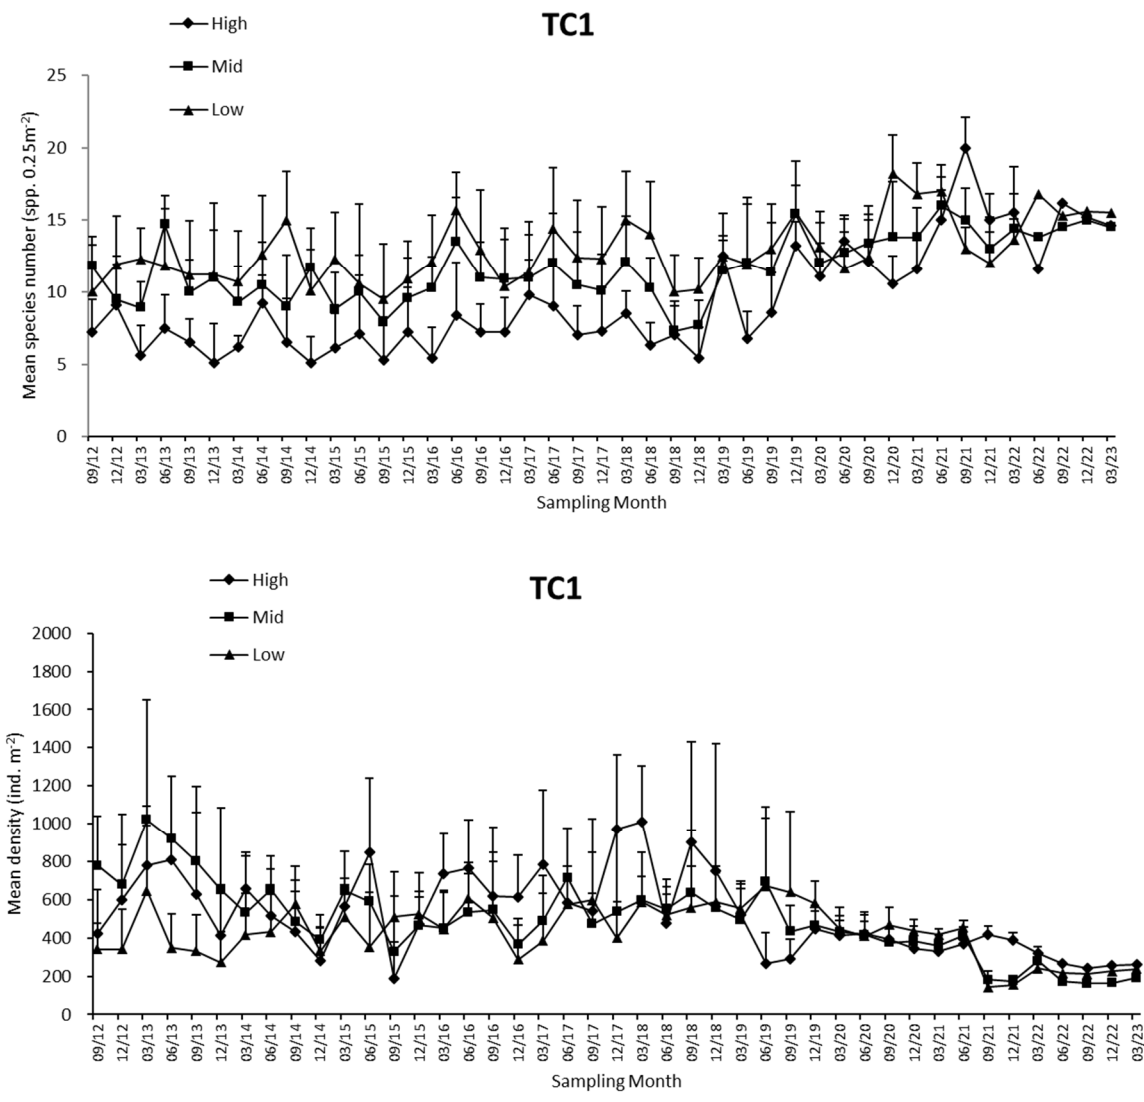 TC1
High
Mid
Low
Mean species number (spp. 0.25m⁻²)
25
20
15
10
5
0
09/12 12/12 03/13 06/13 09/13 12/13 03/14 06/14 09/14 12/14 03/15 06/15 09/15 12/15 03/16 06/16 09/16 12/16 03/17 06/17 09/17 12/17 03/18 06/18 09/18 12/18 03/19 06/19 09/19 12/19 03/20 06/20 09/20 12/20 03/21 06/21 09/21 12/21 03/22 06/22 09/22 12/22 03/23
Sampling Month
TC1
High
Mid
Low
Mean density (ind. m⁻²)
2000
1800
1600
1400
1200
1000
800
600
400
200
0
09/12 12/12 03/13 06/13 09/13 12/13 03/14 06/14 09/14 12/14 03/15 06/15 09/15 12/15 03/16 06/16 09/16 12/16 03/17 06/17 09/17 12/17 03/18 06/18 09/18 12/18 03/19 06/19 09/19 12/19 03/20 06/20 09/20 12/20 03/21 06/21 09/21 12/21 03/22 06/22 09/22 12/22 03/23
Sampling Month